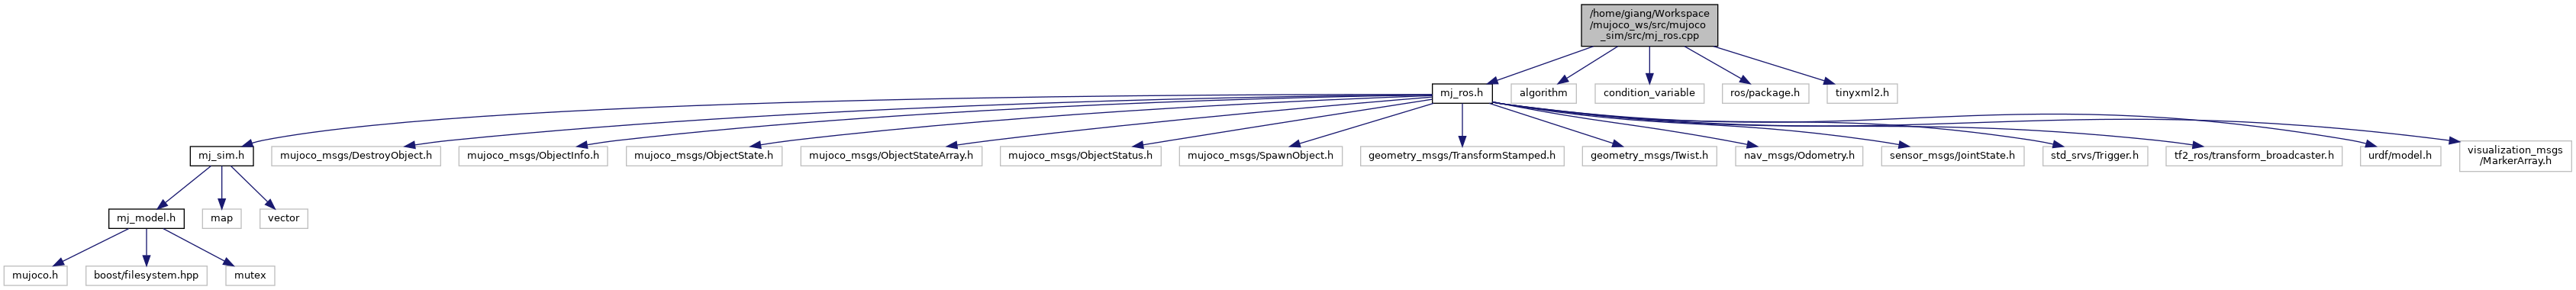 /home/giang/Workspace
/mujoco_ws/src/mujoco
_sim/src/mj_ros.cpp
mj_ros.h
algorithm
condition_variable
ros/package.h
tinyxml2.h
mj_sim.h
mujoco_msgs/DestroyObject.h
mujoco_msgs/ObjectInfo.h
mujoco_msgs/ObjectState.h
mujoco_msgs/ObjectStateArray.h
mujoco_msgs/ObjectStatus.h
mujoco_msgs/SpawnObject.h
geometry_msgs/TransformStamped.h
geometry_msgs/Twist.h
nav_msgs/Odometry.h
sensor_msgs/JointState.h
std_srvs/Trigger.h
tf2_ros/transform_broadcaster.h
urdf/model.h
visualization_msgs
/MarkerArray.h
mj_model.h
map
vector
mujoco.h
boost/filesystem.hpp
mutex